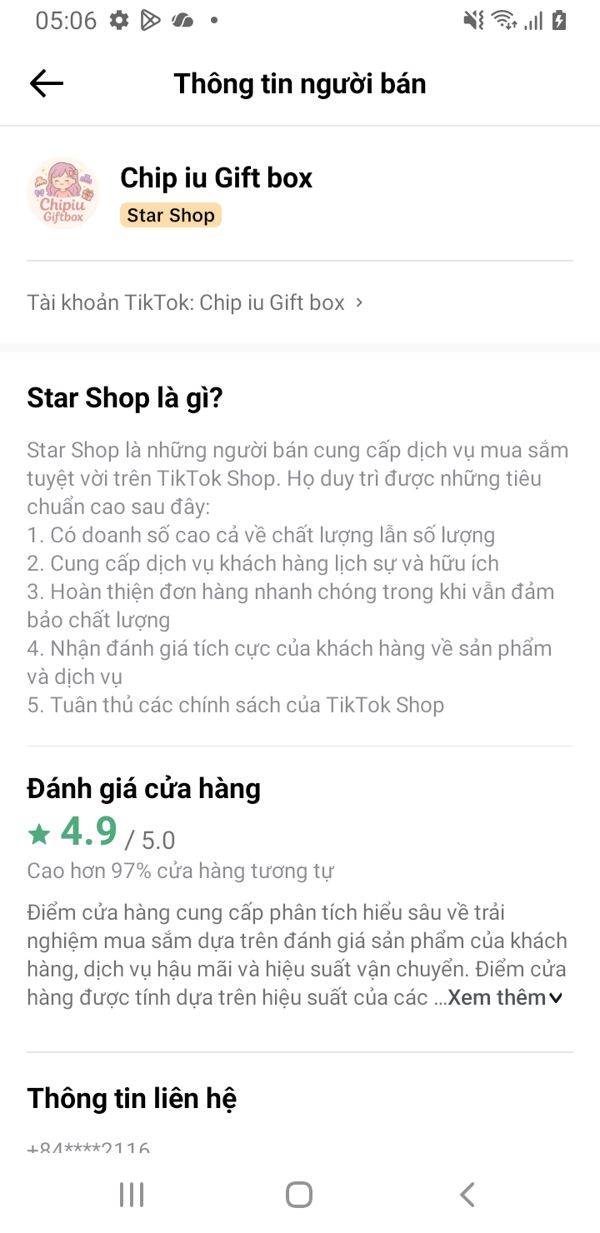 05:06
Thông tin người bán
Chipiu
Giftbox
Chip iu Gift box
Star Shop
Tài khoản TikTok: Chip iu Gift box
Star Shop là gì?
Star Shop là những người bán cung cấp dịch vụ mua sắm
tuyệt vời trên TikTok Shop. Họ duy trì được những tiêu
chuẩn cao sau đây:
1. Có doanh số cao cả về chất lượng lẫn số lượng
2. Cung cấp dịch vụ khách hàng lịch sự và hữu ích
3. Hoàn thiện đơn hàng nhanh chóng trong khi vẫn đảm
bảo chất lượng
4. Nhận đánh giá tích cực của khách hàng về sản phẩm
và dịch vụ
5. Tuân thủ các chính sách của TikTok Shop
Đánh giá cửa hàng
4.9 / 5.0
Cao hơn 97% cửa hàng tương tự
Điểm cửa hàng cung cấp phân tích hiểu sâu về trải
nghiệm mua sắm dựa trên đánh giá sản phẩm của khách
hàng, dịch vụ hậu mãi và hiệu suất vận chuyển. Điểm cửa
hàng được tính dựa trên hiệu suất của các ...Xem thêm
Thông tin liên hệ
+84****2116